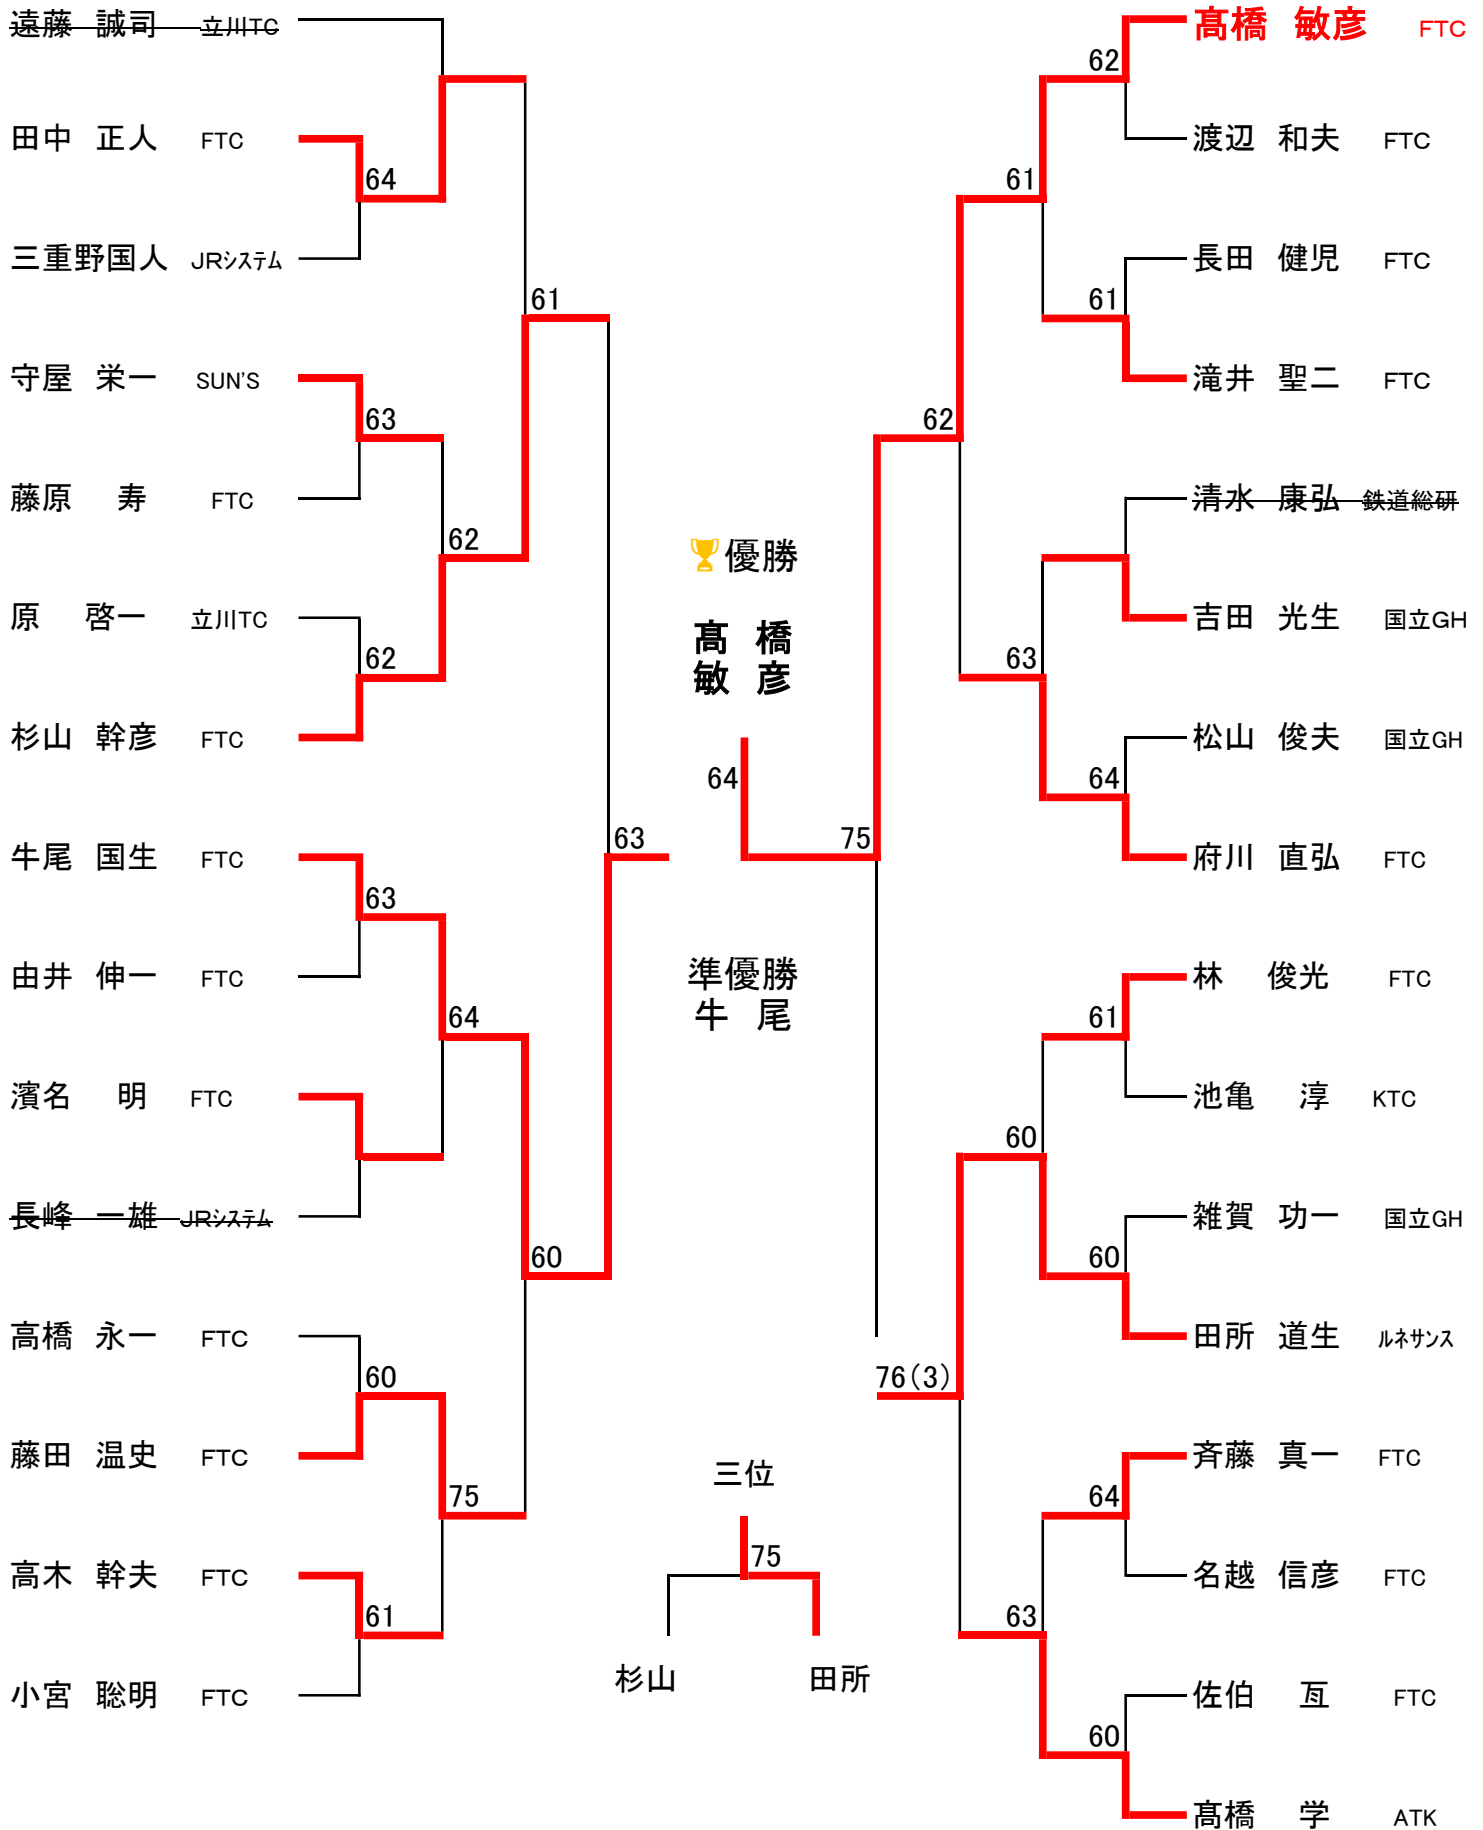 遠藤 誠司 立川TC
田中 正人 FTC
64
三重野国人 JRシステム
61
守屋 栄一 SUN'S
63
藤原 寿 FTC
62
原 啓一 立川TC
62
杉山 幹彦 FTC
牛尾 国生 FTC
63
63
由井 伸一 FTC
64
濱名 明 FTC
長峰 一雄 JRシステム
60
高橋 永一 FTC
60
藤田 温史 FTC
75
高木 幹夫 FTC
61
小宮 聡明 FTC
優勝
髙橋
敏彦
64
75
準優勝
牛尾
三位
75
杉山 田所
髙橋 敏彦 FTC
62
渡辺 和夫 FTC
61
長田 健児 FTC
61
滝井 聖二 FTC
62
清水 康弘 鉄道総研
吉田 光生 国立GH
63
松山 俊夫 国立GH
64
府川 直弘 FTC
林 俊光 FTC
61
池亀 淳 KTC
60
雑賀 功一 国立GH
60
田所 道生 ルネサンス
76(3)
斉藤 真一 FTC
64
名越 信彦 FTC
63
佐伯 亙 FTC
60
髙橋 学 ATK